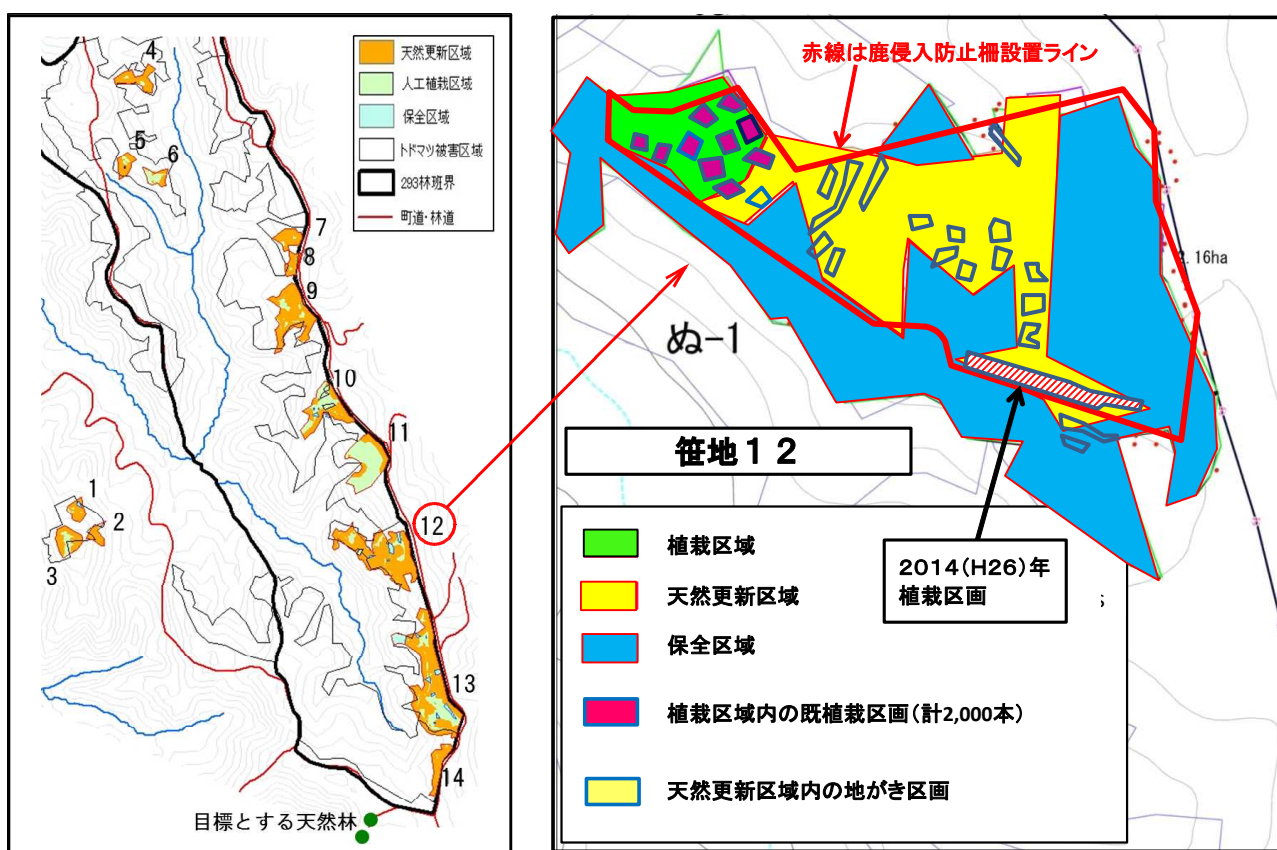 4
5
6
7
8
9
10
11
12
1
2
3
13
14
天然更新区域
人工植栽区域
保全区域
トドマツ被害区域
293林班界
町道・林道
目標とする天然林
赤線は鹿侵入防止柵設置ライン
2.16ha
ぬ-1
笹地12
植栽区域
天然更新区域
保全区域
植栽区域内の既植栽区画(計2,000本)
天然更新区域内の地がき区画
2014(H26)年
植栽区画